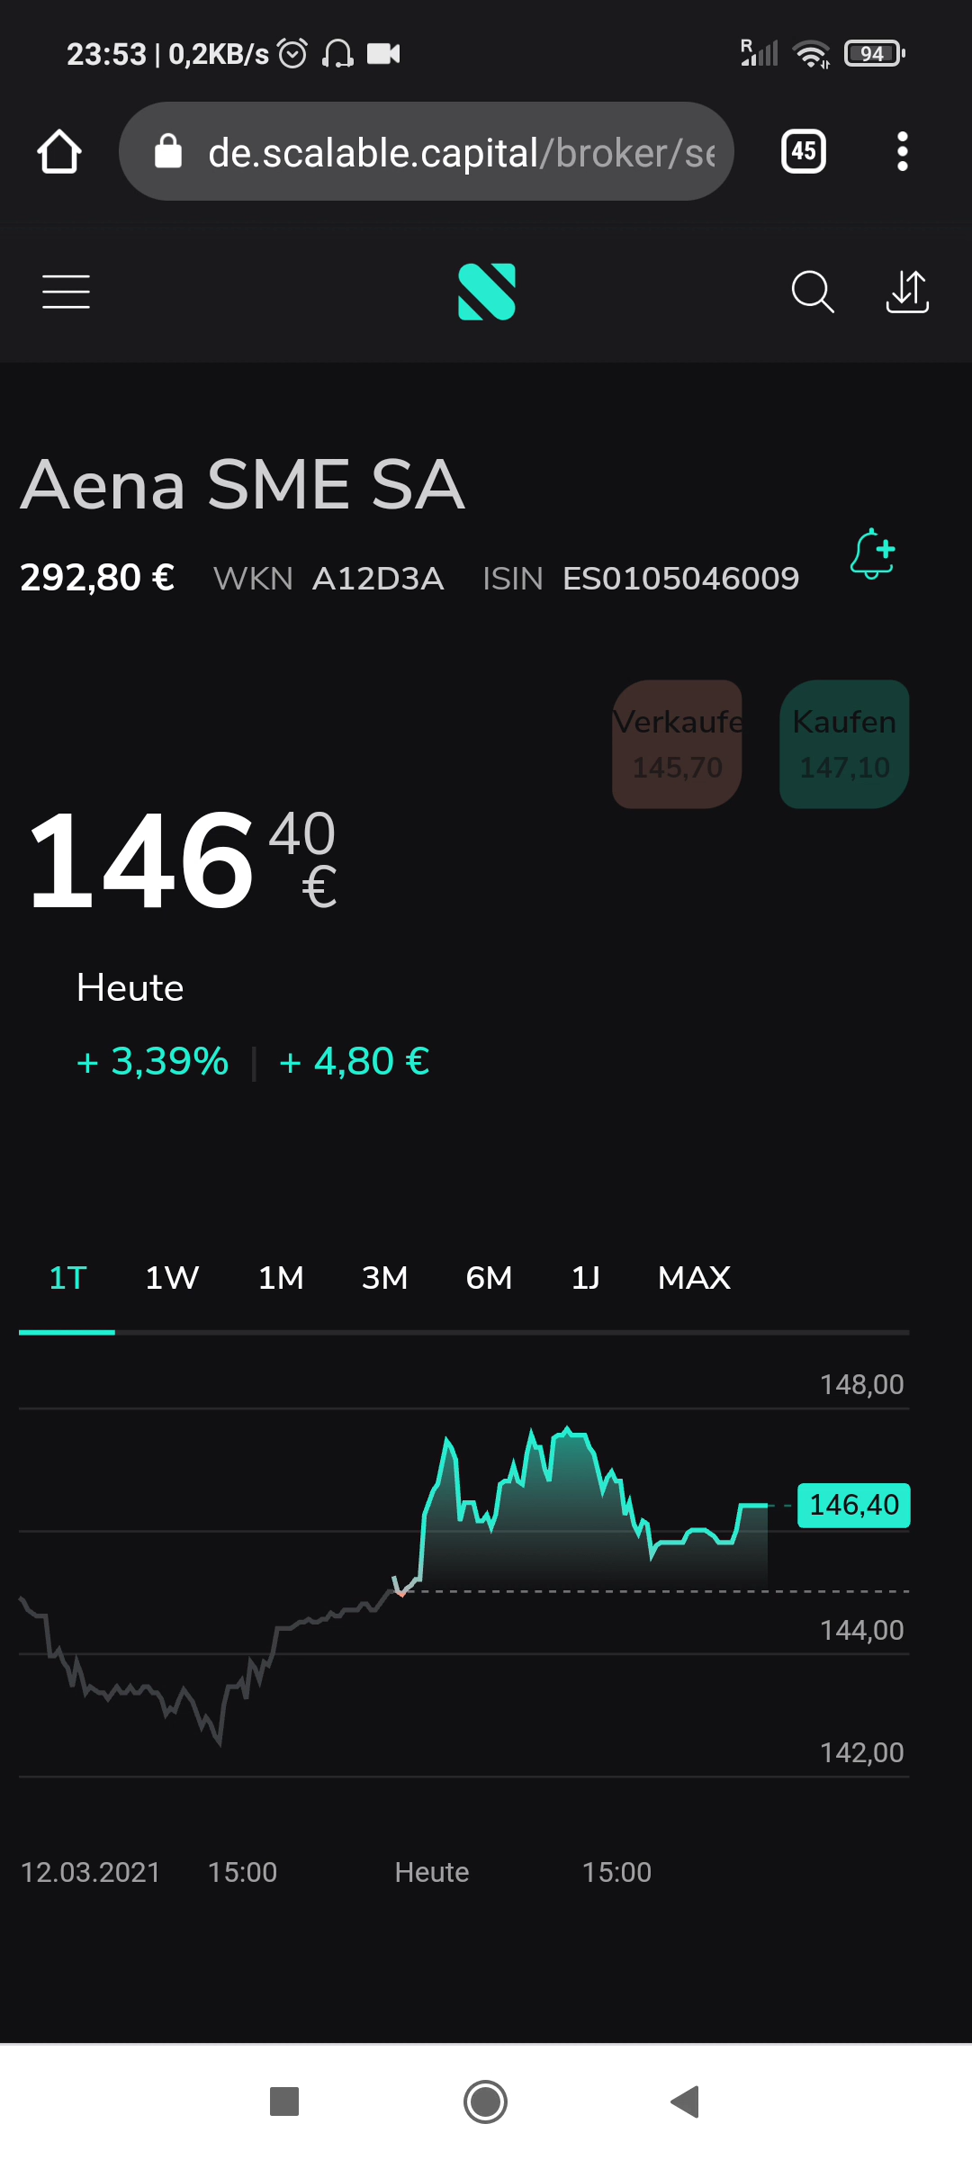 23:53 | 0,2KB/s R 94
de.scalable.capital/broker/se 45
Aena SME SA
292,80 € WKN A12D3A ISIN ES0105046009
Verkaufe Kaufen
145,70 147,10
146 40 €
Heute
+ 3,39% | + 4,80 €
1T 1W 1M 3M 6M 1J MAX
148,00
146,40
144,00
142,00
12.03.2021 15:00 Heute 15:00